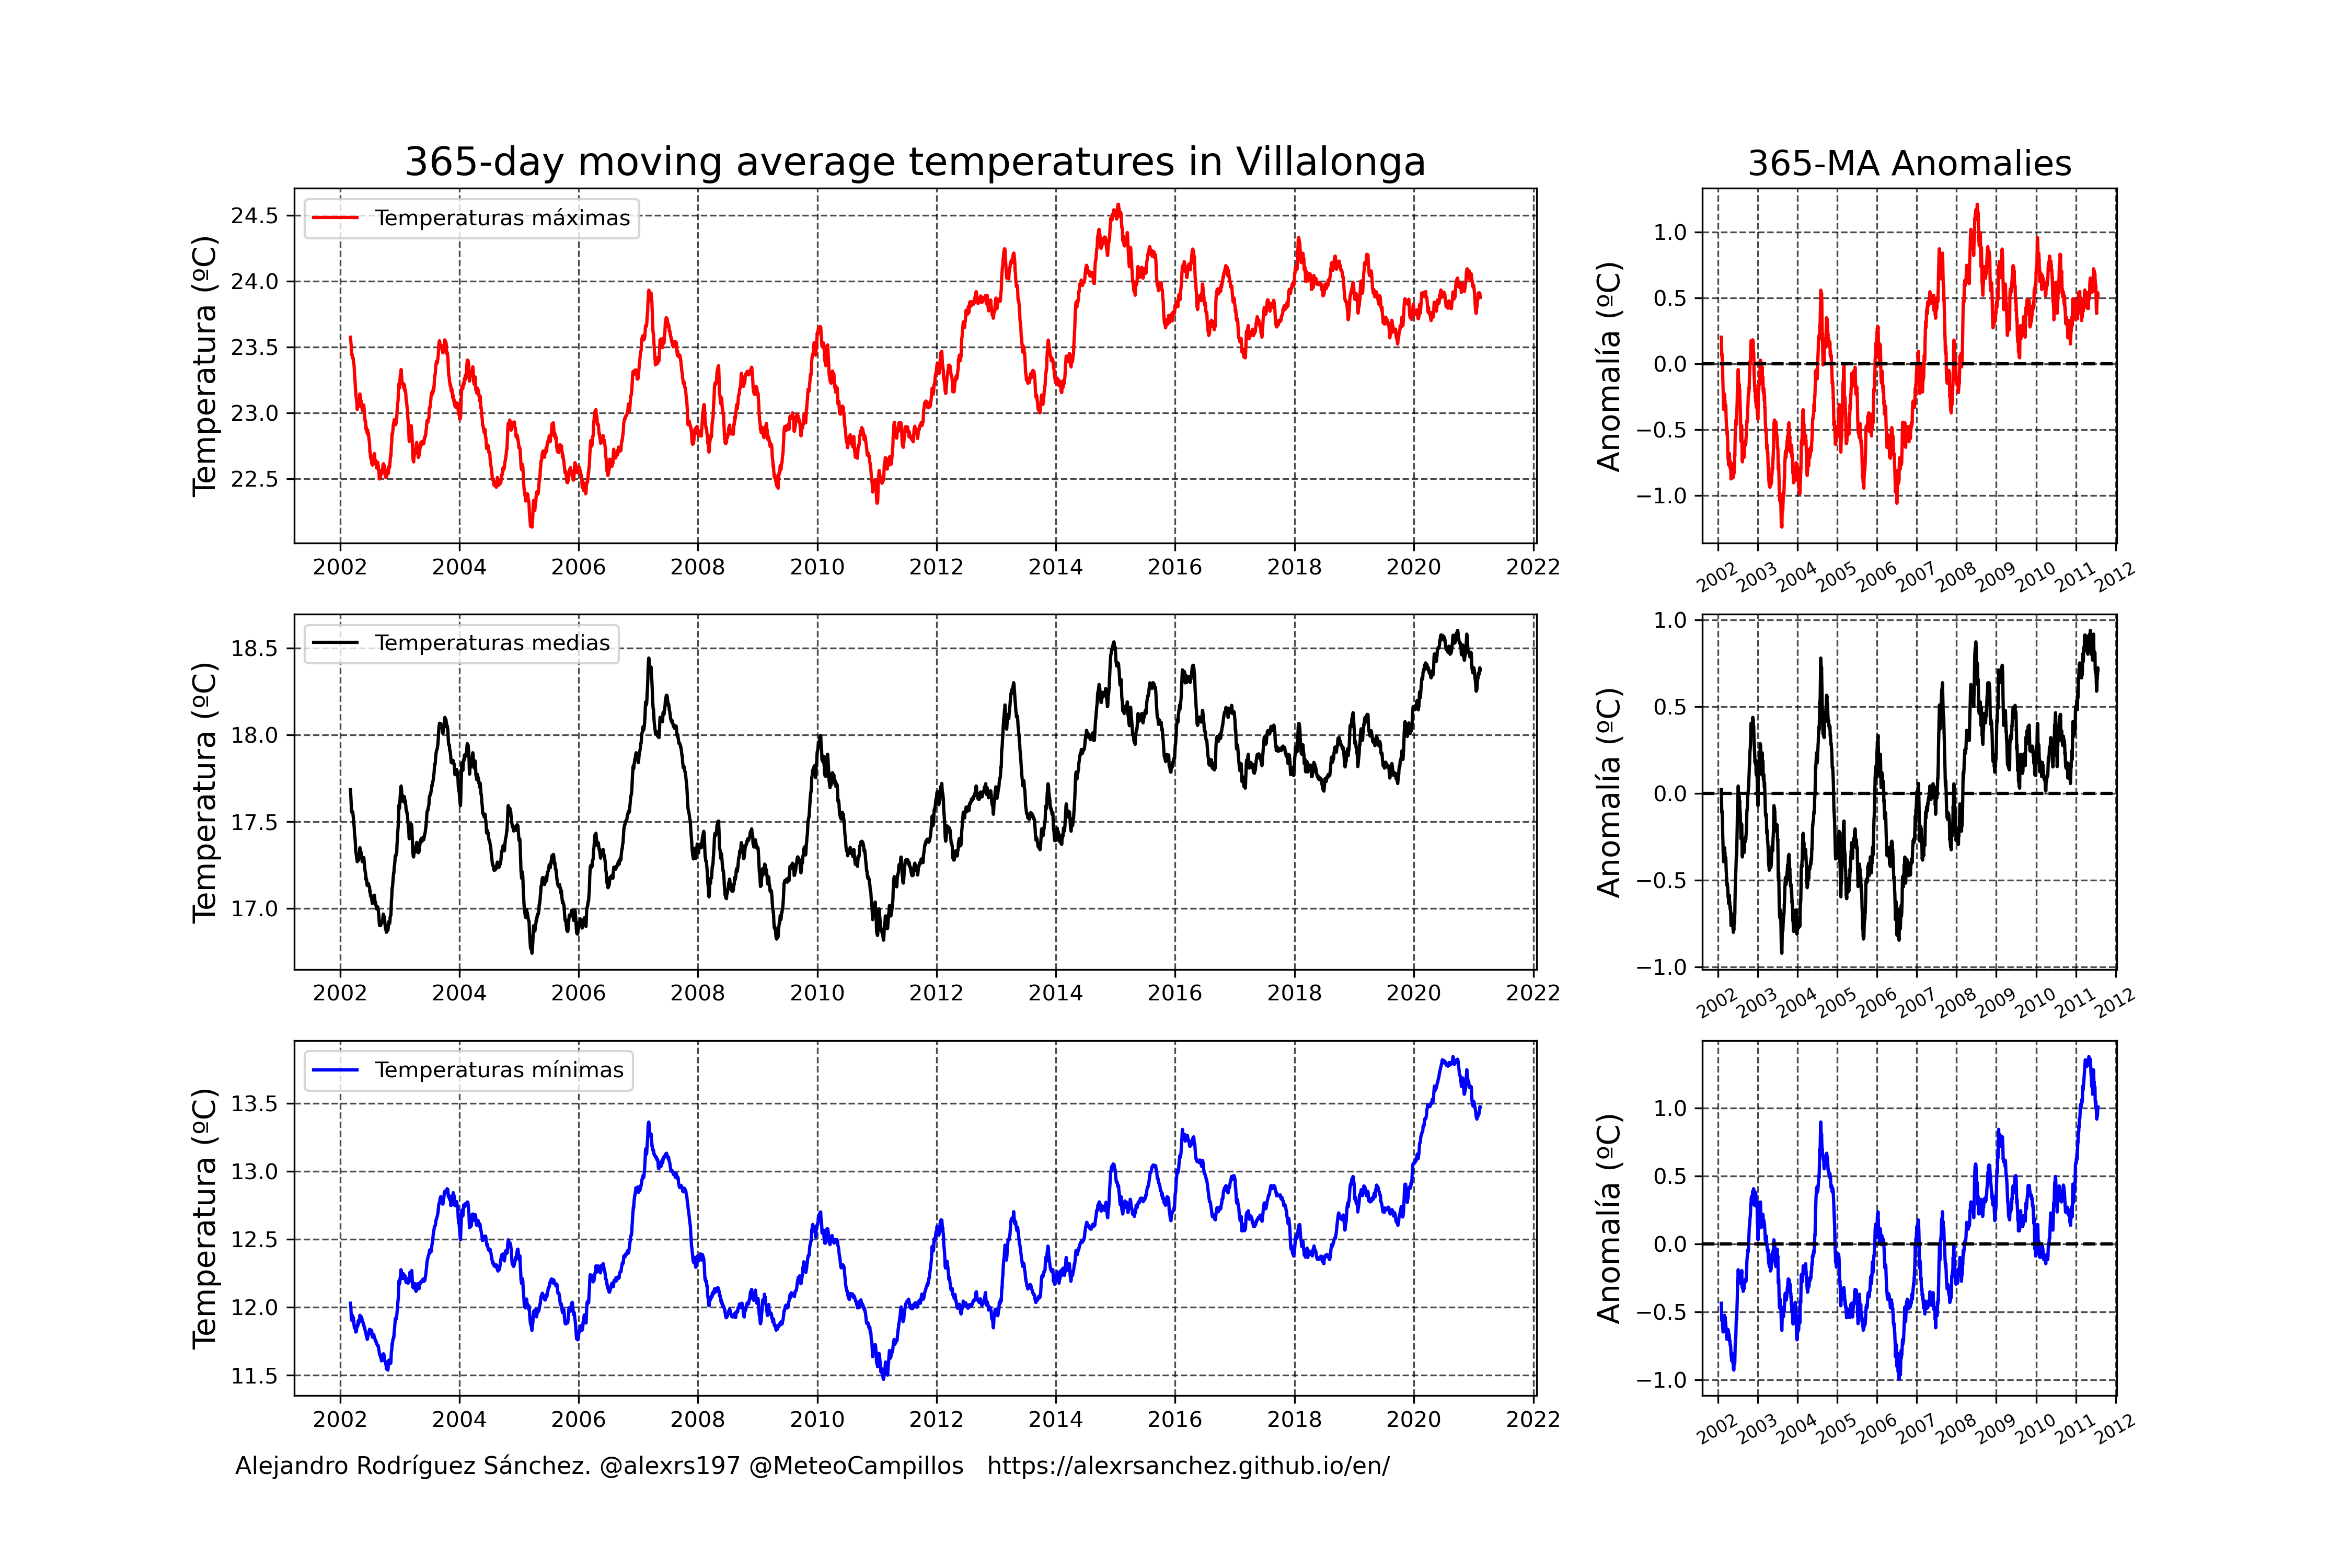 365-day moving average temperatures in Villalonga
Temperatura (ºC)
24.5
24.0
23.5
23.0
22.5
Temperaturas máximas
2002 2004 2006 2008 2010 2012 2014 2016 2018 2020 2022
365-MA Anomalies
Anomalía (ºC)
1.0
0.5
0.0
−0.5
−1.0
2002 2003 2004 2005 2006 2007 2008 2009 2010 2011 2012
Temperatura (ºC)
18.5
18.0
17.5
17.0
Temperaturas medias
2002 2004 2006 2008 2010 2012 2014 2016 2018 2020 2022
Anomalía (ºC)
1.0
0.5
0.0
−0.5
−1.0
2002 2003 2004 2005 2006 2007 2008 2009 2010 2011 2012
Temperatura (ºC)
13.5
13.0
12.5
12.0
11.5
Temperaturas mínimas
2002 2004 2006 2008 2010 2012 2014 2016 2018 2020 2022
Anomalía (ºC)
1.0
0.5
0.0
−0.5
−1.0
2002 2003 2004 2005 2006 2007 2008 2009 2010 2011 2012
Alejandro Rodríguez Sánchez. @alexrs197 @MeteoCampillos https://alexrsanchez.github.io/en/